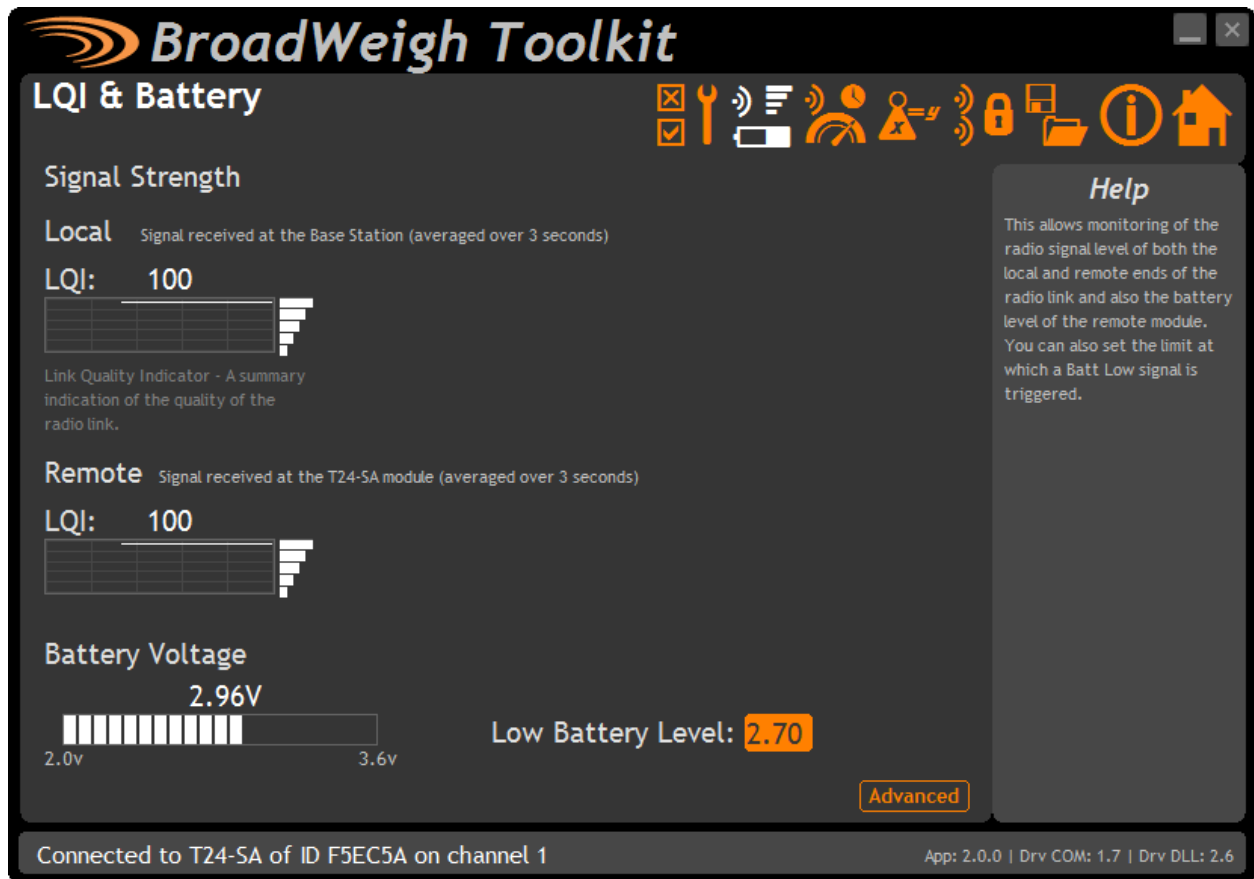 BroadWeigh Toolkit
LQI & Battery
x=y
Signal Strength
Local Signal received at the Base Station (averaged over 3 seconds)
LQI: 100
Link Quality Indicator - A summary
indication of the quality of the
radio link.
Remote Signal received at the T24-SA module (averaged over 3 seconds)
LQI: 100
Battery Voltage
2.96V
2.0v 3.6v
Low Battery Level: 2.70
Advanced
Help
This allows monitoring of the
radio signal level of both the
local and remote ends of the
radio link and also the battery
level of the remote module.
You can also set the limit at
which a Batt Low signal is
triggered.
Connected to T24-SA of ID F5EC5A on channel 1
App: 2.0.0 | Drv COM: 1.7 | Drv DLL: 2.6